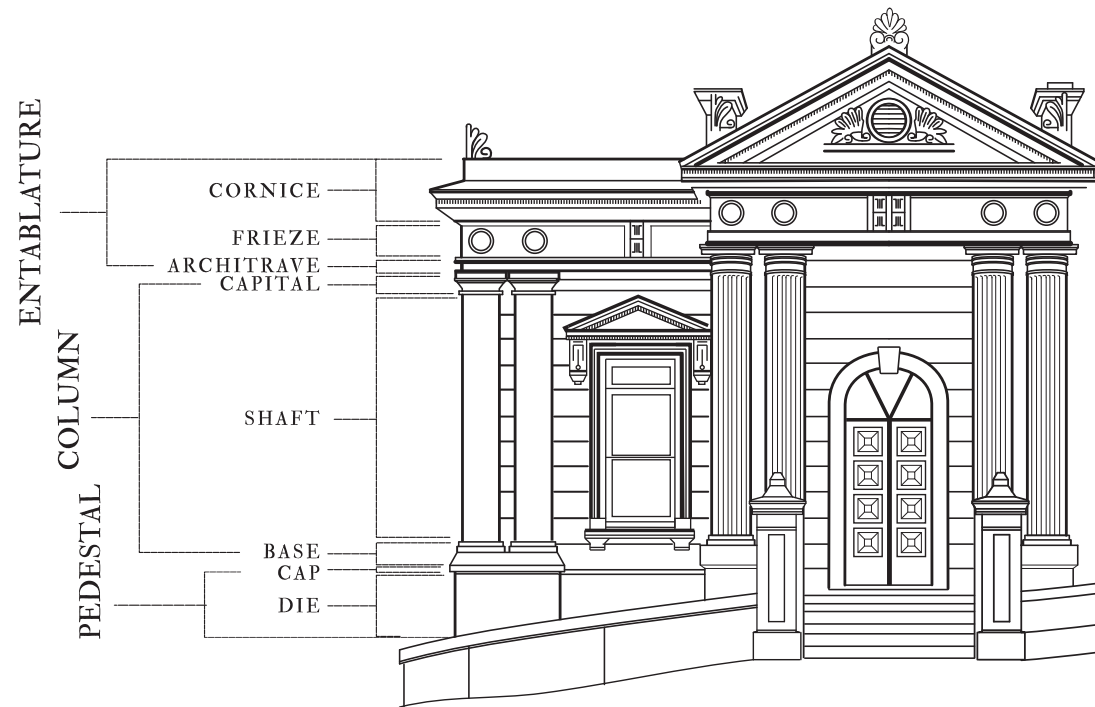 ENTABLATURE
CORNICE
FRIEZE
ARCHITRAVE
COLUMN
CAPITAL
SHAFT
BASE
PEDESTAL
CAP
DIE